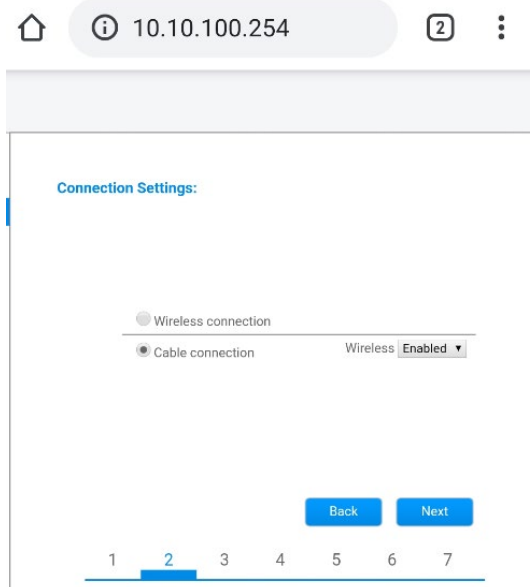 10.10.100.254 2
Connection Settings:
Wireless connection
Cable connection Wireless Enabled
Back Next
1 2 3 4 5 6 7